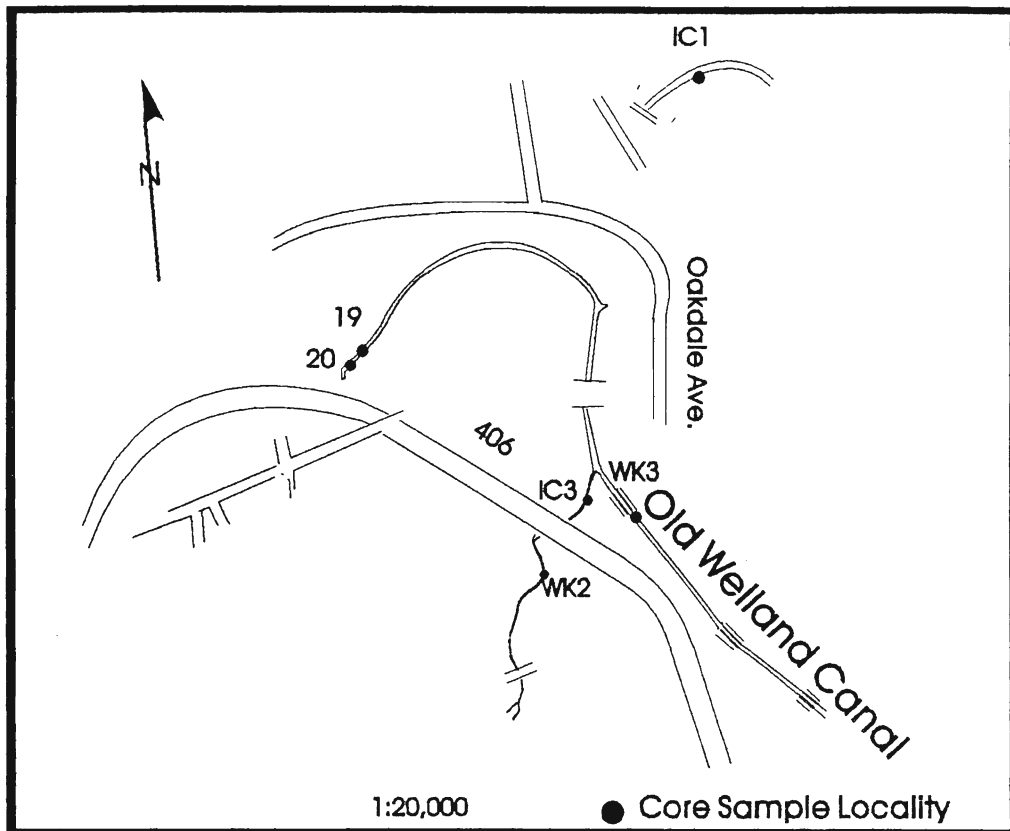 IC1
N
Oakdale Ave.
19
20
406
WK3
IC3
Old Welland Canal
WK2
1:20,000
Core Sample Locality